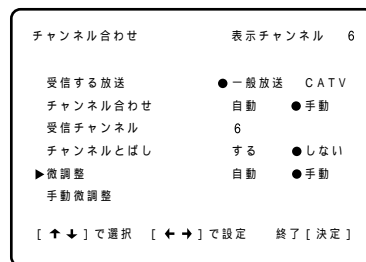 チャンネル合わせ 表示チャンネル 6
受信する放送 ●一般放送 CATV
チャンネル合わせ 自動 ●手動
受信チャンネル 6
チャンネルとばし する ●しない
▶微調整 自動 ●手動
手動微調整
[↑↓]で選択 [←→]で設定 終了[決定]